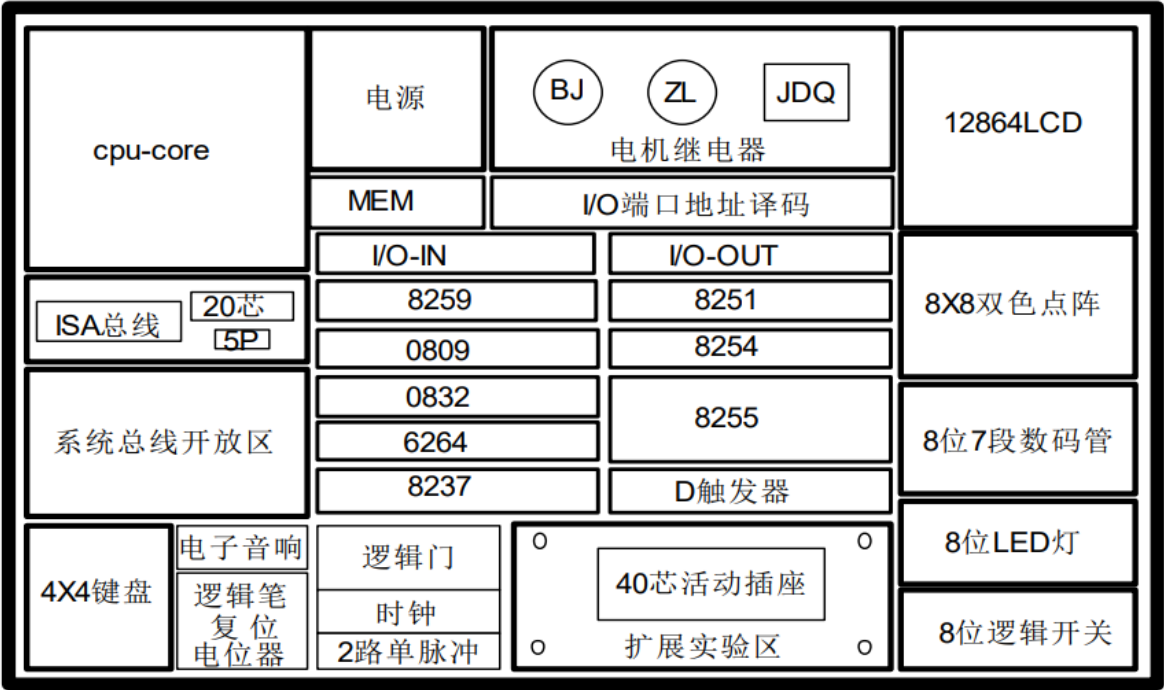 cpu-core
电源
BJ
ZL
JDQ
电机继电器
12864LCD
MEM
I/O端口地址译码
I/O-IN
I/O-OUT
ISA总线
20芯
5P
8259
8251
8X8双色点阵
0809
8254
系统总线开放区
0832
8255
6264
8237
D触发器
8位7段数码管
4X4键盘
电子音响
逻辑笔
复位
电位器
逻辑门
时钟
2路单脉冲
40芯活动插座
扩展实验区
8位LED灯
8位逻辑开关